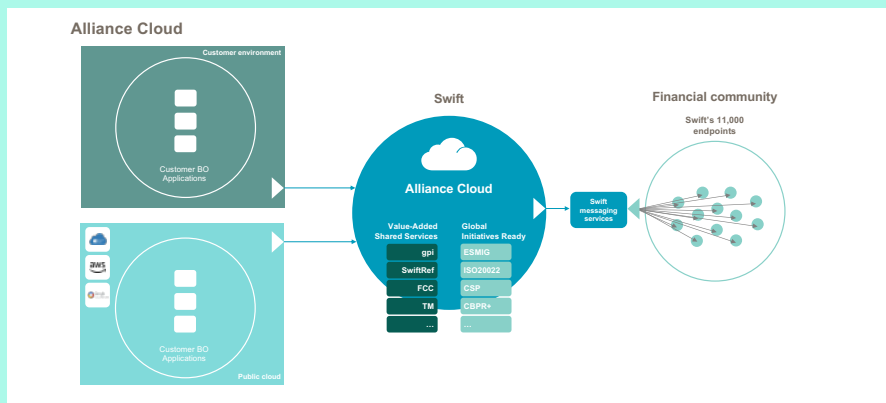 Alliance Cloud
Customer environment
Customer BO
Applications
aws
Customer BO
Applications
Public cloud
Swift
Alliance Cloud
Value-Added
Shared Services
gpi
SwiftRef
FCC
TM
...
Global
Initiatives Ready
ESMIG
ISO20022
CSP
CBPR+
...
Swift
messaging
services
Financial community
Swift's 11,000
endpoints